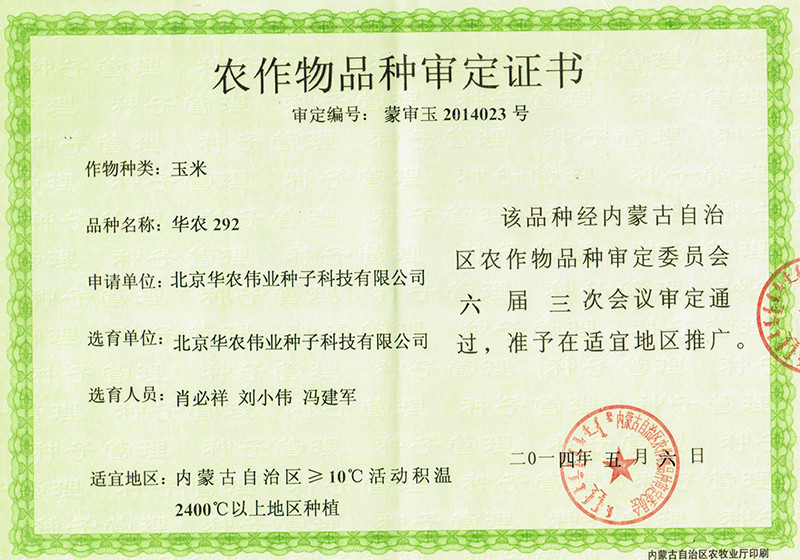 农作物品种审定证书
审定编号：蒙审玉 2014023 号
作物种类：玉米
品种名称：华农 292
申请单位：北京华农伟业种子科技有限公司
选育单位：北京华农伟业种子科技有限公司
选育人员：肖必祥 刘小伟 冯建军
适宜地区：内蒙古自治区≥10℃活动积温
2400℃以上地区种植
该品种经内蒙古自治
区农作物品种审定委员会
六 届 三 次会议审定通
过，准予在适宜地区推广。
二0一四年 五 月 六 日
内蒙古自治区农牧业厅印刷